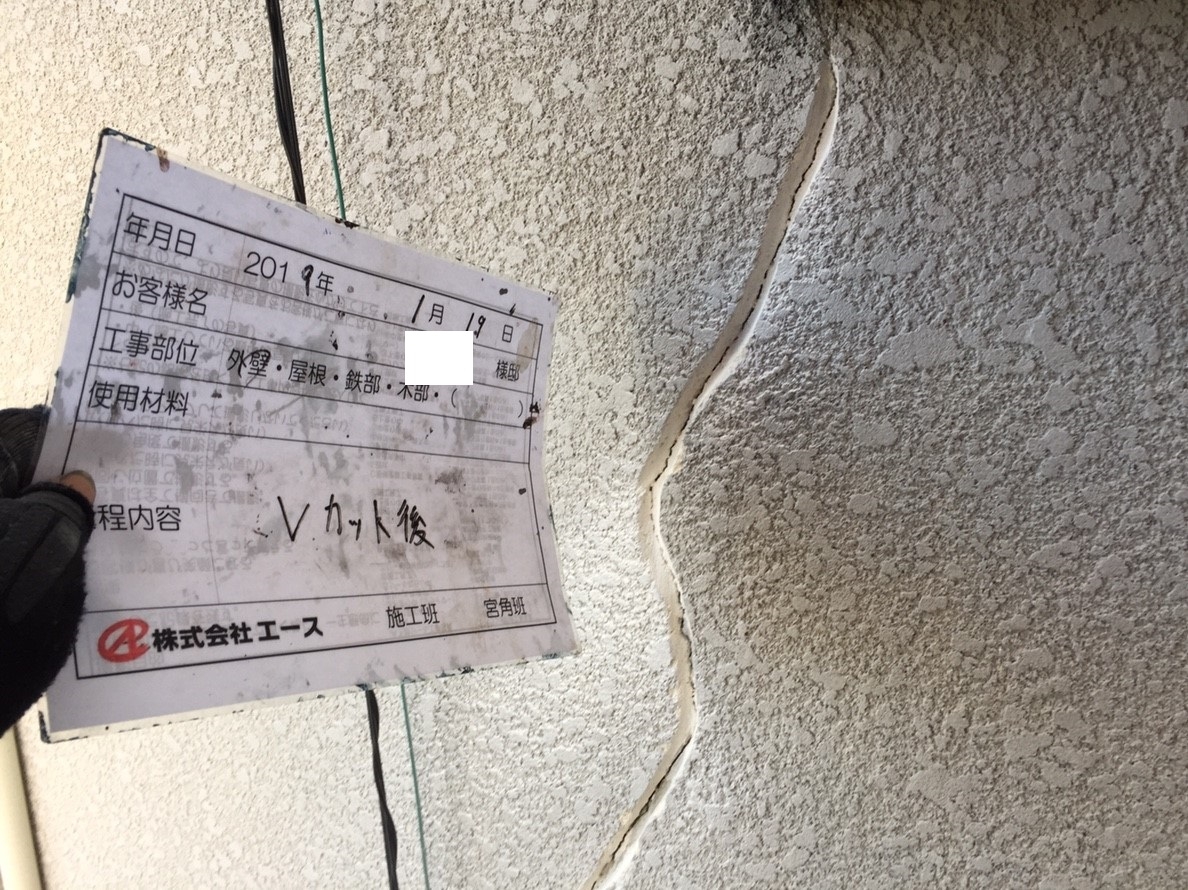 年月日 2019年 1月 19日
お客様名 様邸
工事部位 外壁・屋根・鉄部・木部・( )
使用材料
程内容 Vカット後
株式会社エース 施工班 宮角班